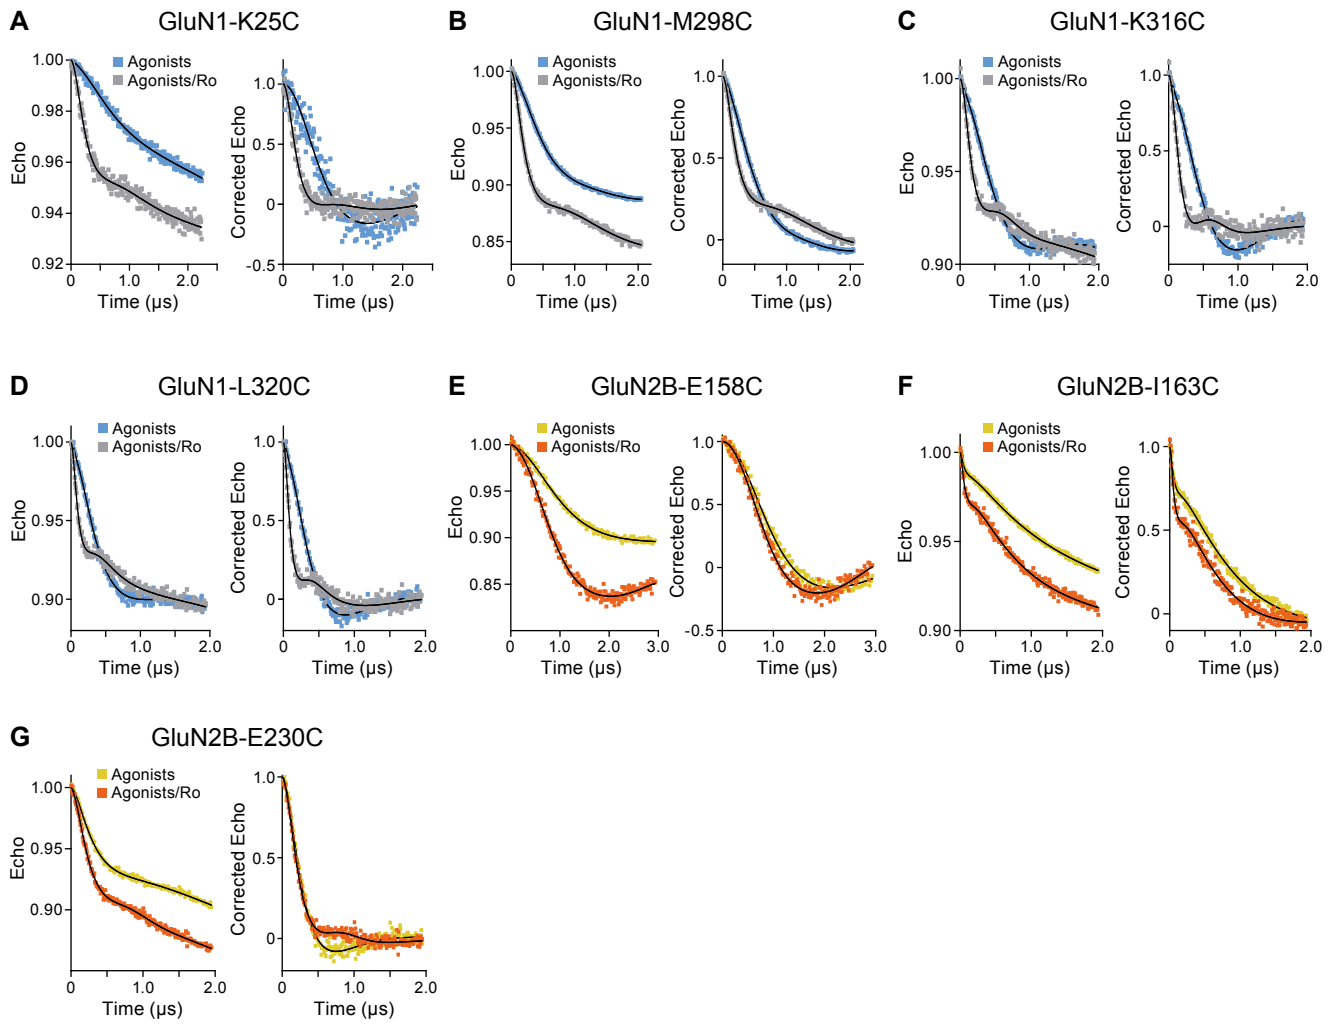 A GluN1-K25C
Agonists
Agonists/Ro
1.00
0.98
0.96
0.94
0.92
Echo
0 1.0 2.0
Time (µs)
1.0
0.5
0
-0.5
Corrected Echo
0 1.0 2.0
Time (µs)
B GluN1-M298C
Agonists
Agonists/Ro
1.00
0.95
0.90
0.85
Echo
0 1.0 2.0
Time (µs)
1.0
0.5
0
Corrected Echo
0 1.0 2.0
Time (µs)
C GluN1-K316C
Agonists
Agonists/Ro
1.00
0.95
0.90
Echo
0 1.0 2.0
Time (µs)
1.0
0.5
0
Corrected Echo
0 1.0 2.0
Time (µs)
D GluN1-L320C
Agonists
Agonists/Ro
1.00
0.95
0.90
Echo
0 1.0 2.0
Time (µs)
1.0
0.5
0
Corrected Echo
0 1.0 2.0
Time (µs)
E GluN2B-E158C
Agonists
Agonists/Ro
1.00
0.95
0.90
0.85
Echo
0 1.0 2.0 3.0
Time (µs)
1.0
0.5
0
-0.5
Corrected Echo
0 1.0 2.0 3.0
Time (µs)
F GluN2B-I163C
Agonists
Agonists/Ro
1.00
0.95
0.90
Echo
0 1.0 2.0
Time (µs)
1.0
0.5
0
Corrected Echo
0 1.0 2.0
Time (µs)
G GluN2B-E230C
Agonists
Agonists/Ro
1.00
0.95
0.90
Echo
0 1.0 2.0
Time (µs)
1.0
0.5
0
Corrected Echo
0 1.0 2.0
Time (µs)